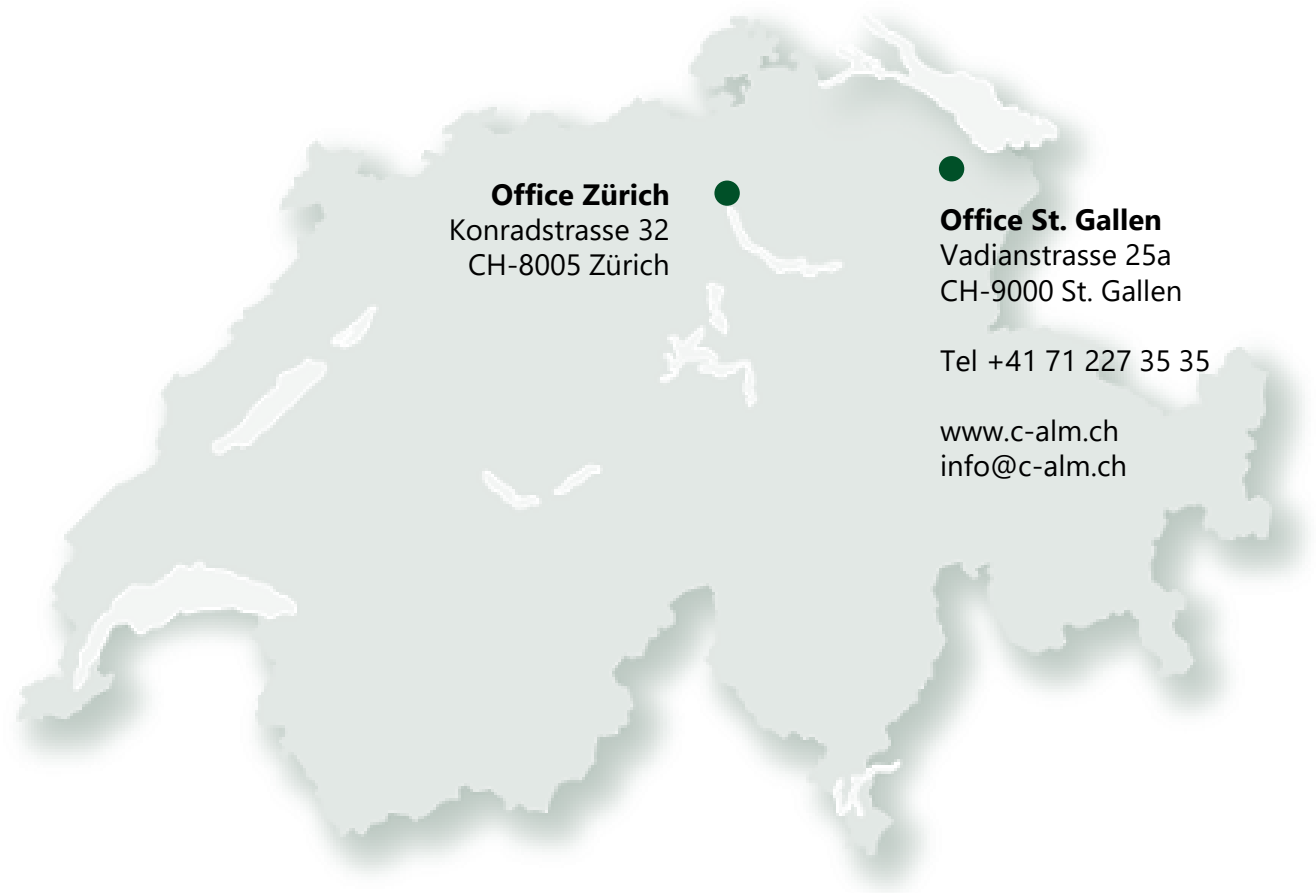 Office Zürich
Konradstrasse 32
CH-8005 Zürich
Office St. Gallen
Vadianstrasse 25a
CH-9000 St. Gallen
Tel +41 71 227 35 35
www.c-alm.ch
info@c-alm.ch